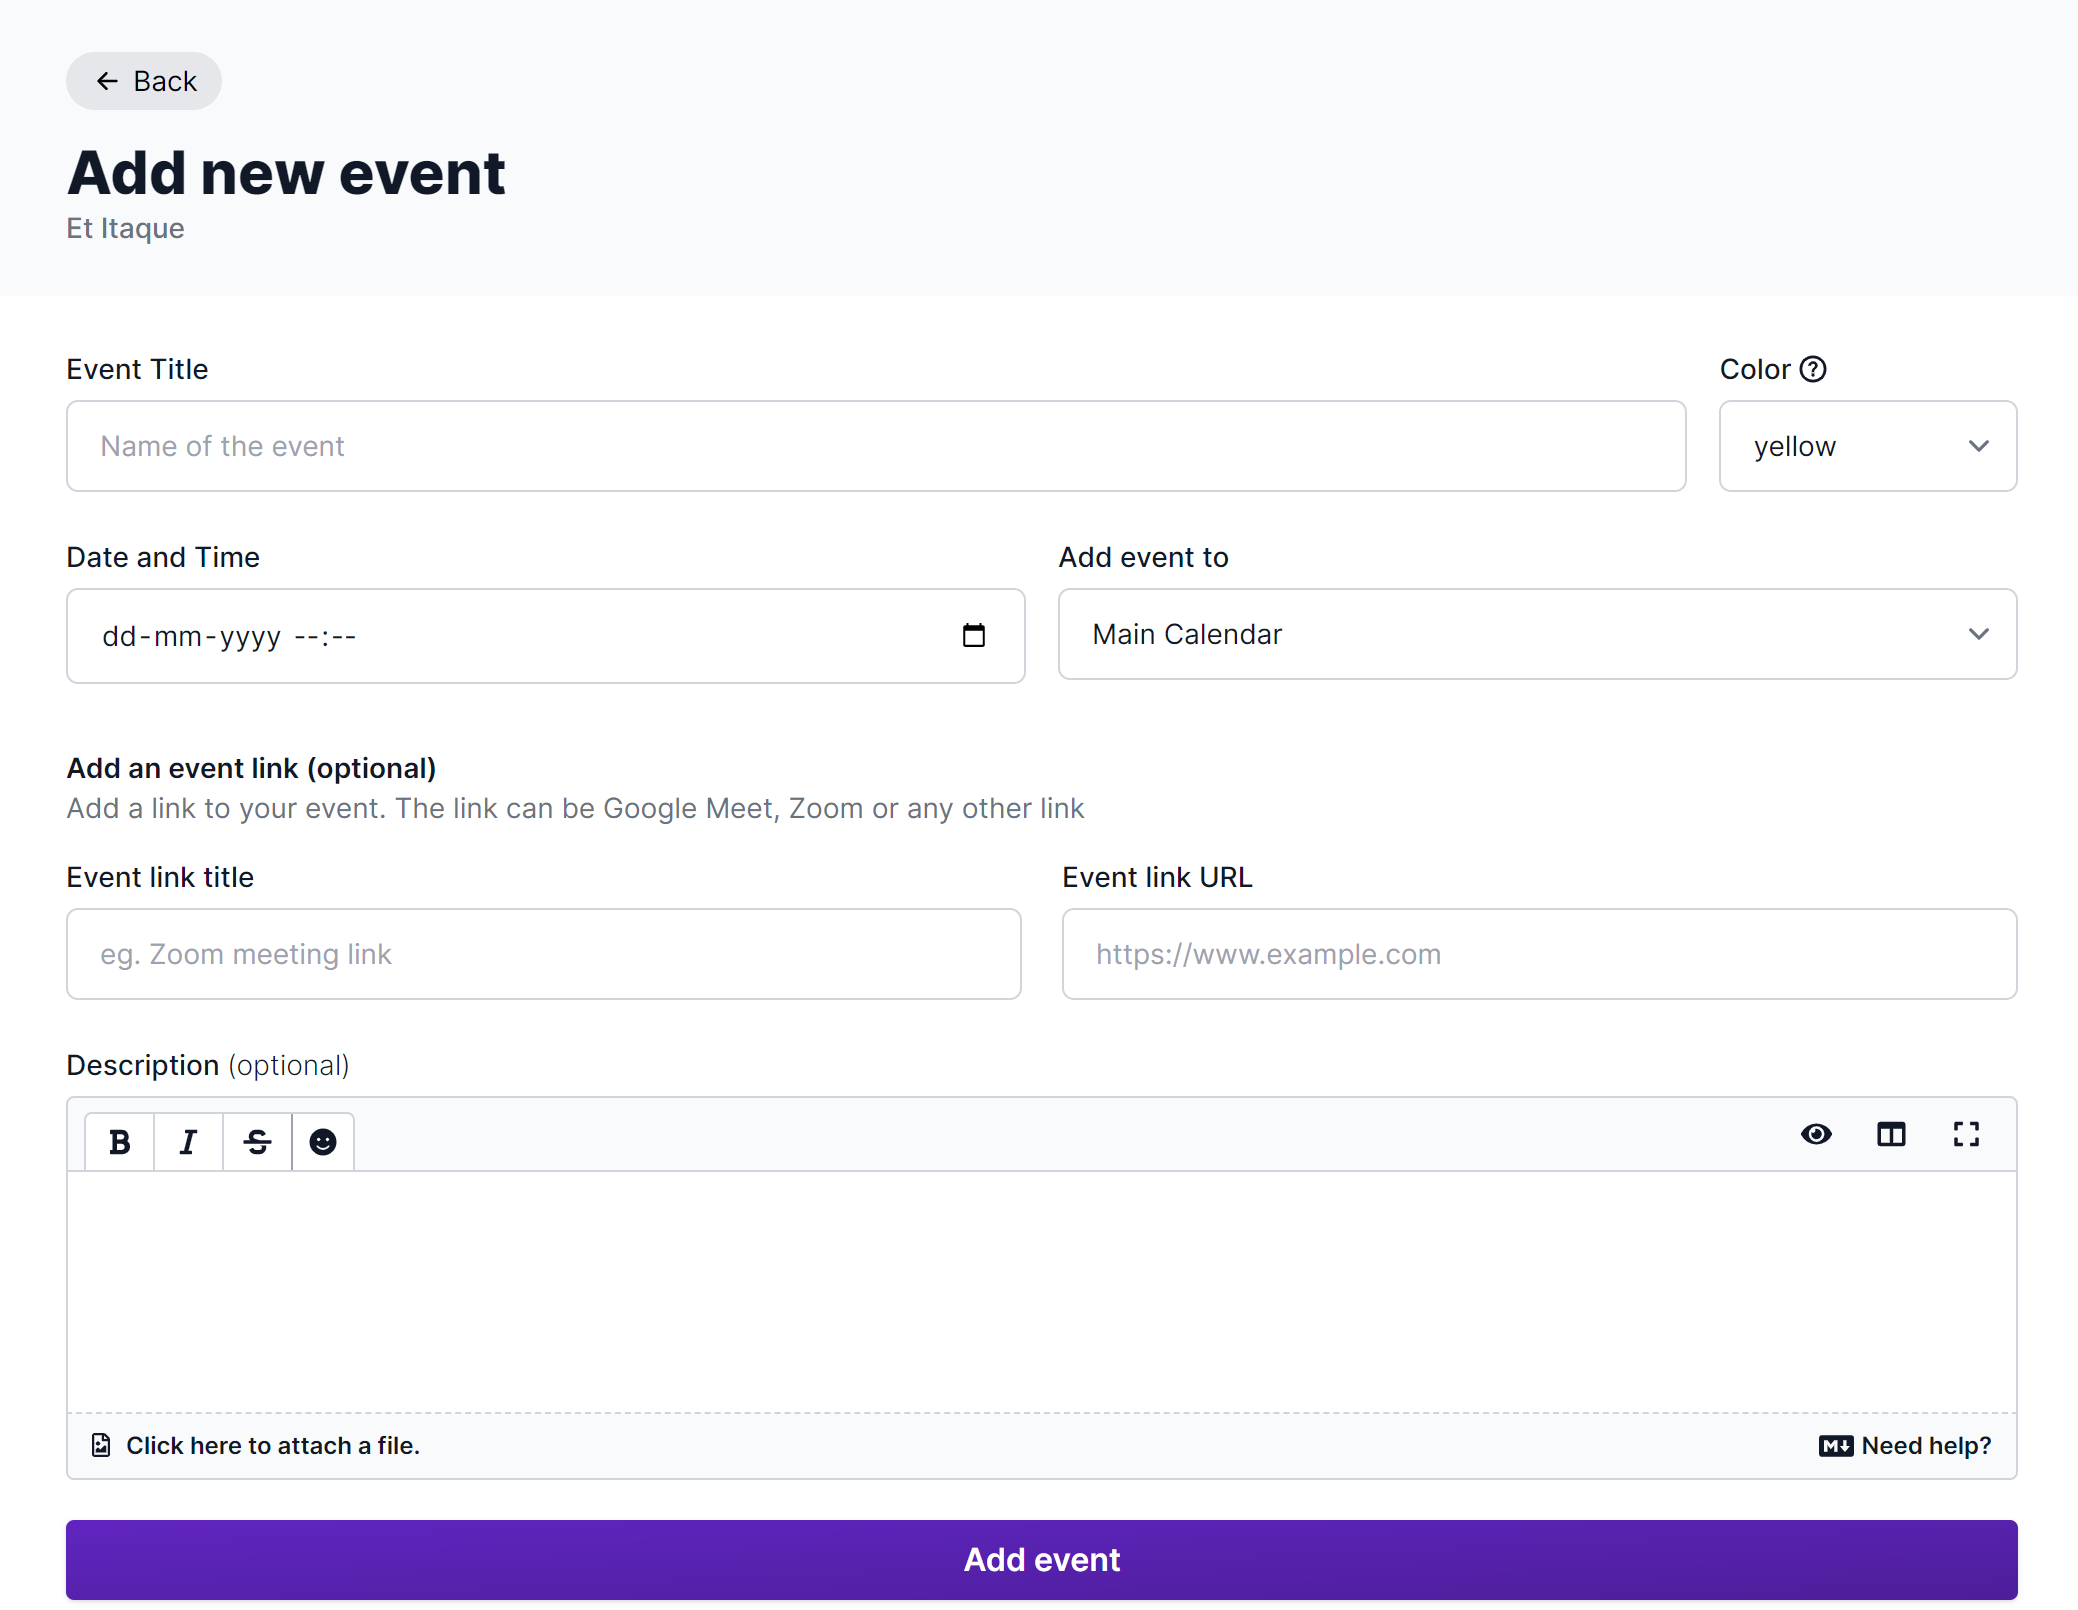 Back
Add new event
Et Itaque
Event Title
Color
Name of the event
yellow
Date and Time
Add event to
dd-mm-yyyy --:--
Main Calendar
Add an event link (optional)
Add a link to your event. The link can be Google Meet, Zoom or any other link
Event link title
Event link URL
eg. Zoom meeting link
https://www.example.com
Description (optional)
B I S
Click here to attach a file.
M Need help?
Add event